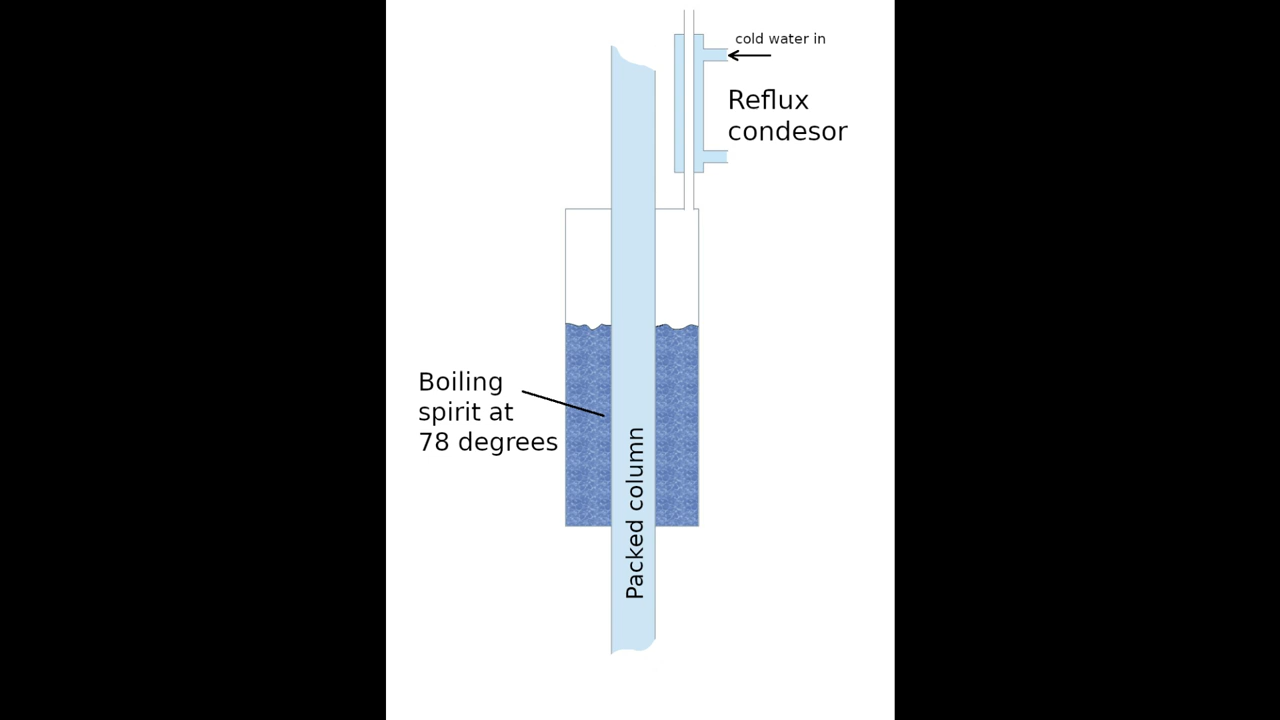 cold water in
Reflux
condesor
Boiling
spirit at
78 degrees
Packed column